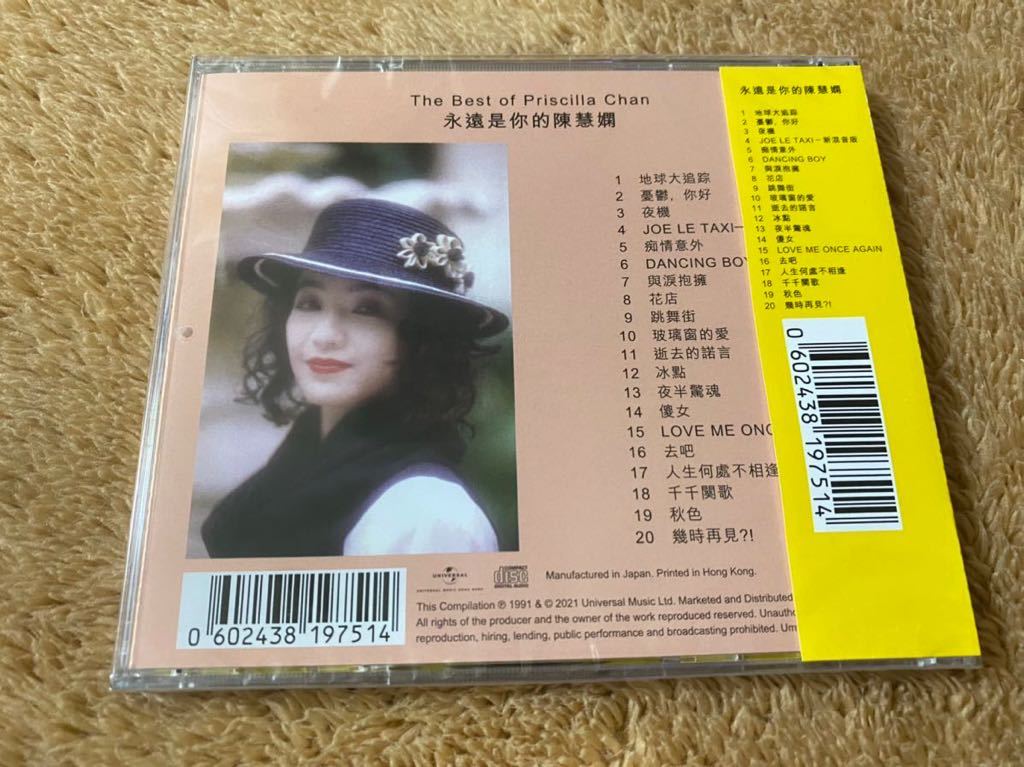 The Best of Priscilla Chan
永遠是你的陳慧嫻
1 地球大追踪
2 憂鬱，你好
3 夜機
4 JOE LE TAXI—
5 痴情意外
6 DANCING BOY
7 與淚抱擁
8 花店
9 跳舞街
10 玻璃窗的愛
11 逝去的諾言
12 冰點
13 夜半驚魂
14 傻女
15 LOVE ME ONC
16 去吧
17 人生何處不相逢
18 千千闋歌
19 秋色
20 幾時再見?!
UNIVERSAL
UNIVERSAL MUSIC HONG KONG
COMPACT
disc
DIGITAL AUDIO
Manufactured in Japan. Printed in Hong Kong.
This Compilation ℗ 1991 & © 2021 Universal Music Ltd. Marketed and Distributed
All rights of the producer and the owner of the work reproduced reserved. Unautho
reproduction, hiring, lending, public performance and broadcasting prohibited. Um
0 602438 197514
永遠是你的陳慧嫻
1 地球大追踪
2 憂鬱，你好
3 夜機
4 JOE LE TAXI－新混音版
5 痴情意外
6 DANCING BOY
7 與淚抱擁
8 花店
9 跳舞街
10 玻璃窗的愛
11 逝去的諾言
12 冰點
13 夜半驚魂
14 傻女
15 LOVE ME ONCE AGAIN
16 去吧
17 人生何處不相逢
18 千千闋歌
19 秋色
20 幾時再見?!
0 602438 197514